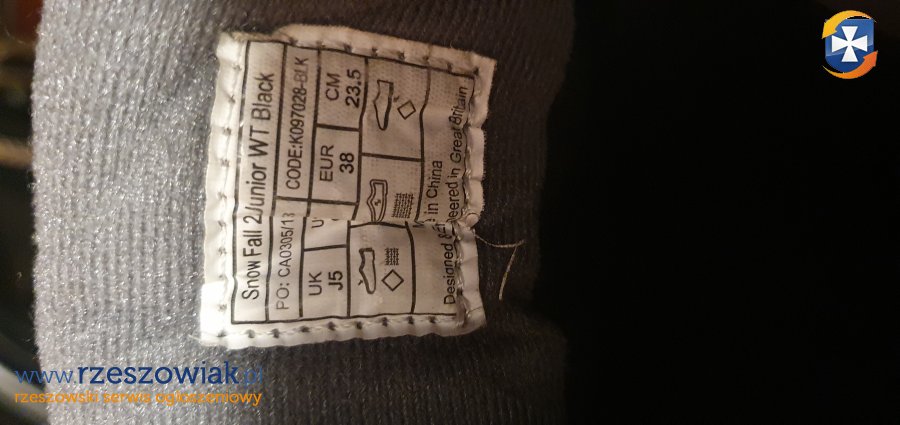 Snow Fall 2 Junior WT Black
PO: CA0305/13 CODE:K097028-BLK
UK EUR CM
J5 38 23.5
in China
Designed
eered in Great Britain
www.rzeszowiak.pl
rzeszowski serwis ogłoszeniowy